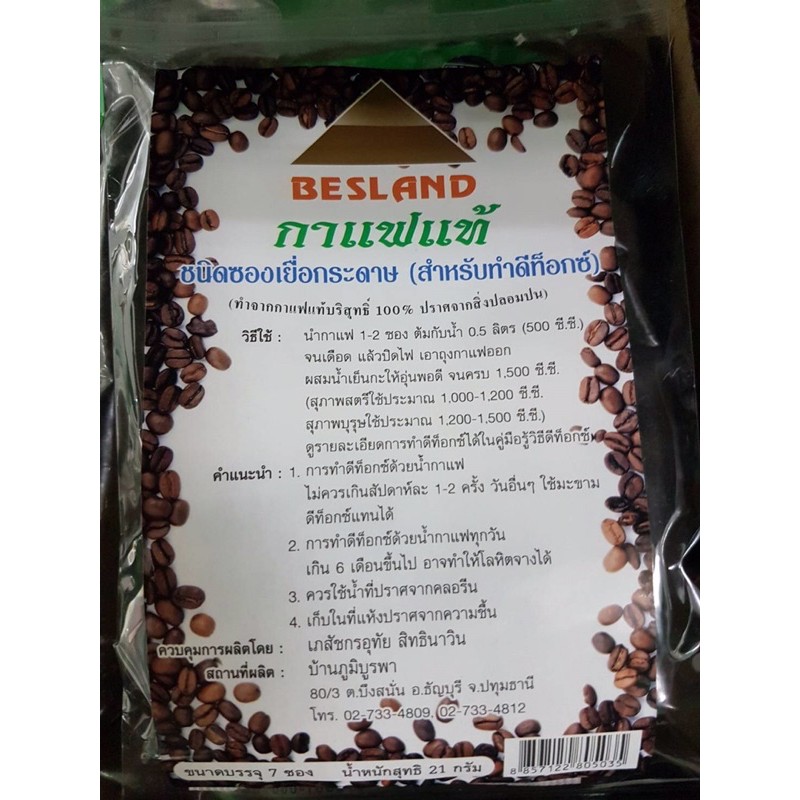 BESLAND
กาแฟแท้
ชนิดซองเยื่อกระดาษ (สำหรับทำดีท็อกซ์)
(ทำจากกาแฟแท้บริสุทธิ์ 100% ปราศจากสิ่งปลอมปน)
วิธีใช้ : นำกาแฟ 1-2 ซอง ต้มกับน้ำ 0.5 ลิตร (500 ซี.ซี.)
จนเดือด แล้วปิดไฟ เอาถุงกาแฟออก
ผสมน้ำเย็นกะให้อุ่นพอดี จนครบ 1,500 ซี.ซี.
(สุภาพสตรีใช้ประมาณ 1,000-1,200 ซี.ซี.
สุภาพบุรุษใช้ประมาณ 1,200-1,500 ซี.ซี.)
ดูรายละเอียดการทำดีท็อกซ์ได้ในคู่มือรู้วิธีดีท็อกซ์
คำแนะนำ : 1. การทำดีท็อกซ์ด้วยน้ำกาแฟ
ไม่ควรเกินสัปดาห์ละ 1-2 ครั้ง วันอื่นๆ ใช้มะขาม
ดีท็อกซ์แทนได้
2. การทำดีท็อกซ์ด้วยน้ำกาแฟทุกวัน
เกิน 6 เดือนขึ้นไป อาจทำให้โลหิตจางได้
3. ควรใช้น้ำที่ปราศจากคลอรีน
4. เก็บในที่แห้งปราศจากความชื้น
ควบคุมการผลิตโดย : เภสัชกรอุทัย สิทธินาวิน
สถานที่ผลิต : บ้านภูมิบูรพา
80/3 ต.บึงสนั่น อ.ธัญบุรี จ.ปทุมธานี
โทร. 02-733-4809, 02-733-4812
ขนาดบรรจุ 7 ซอง น้ำหนักสุทธิ 21 กรัม
8 857122 805035